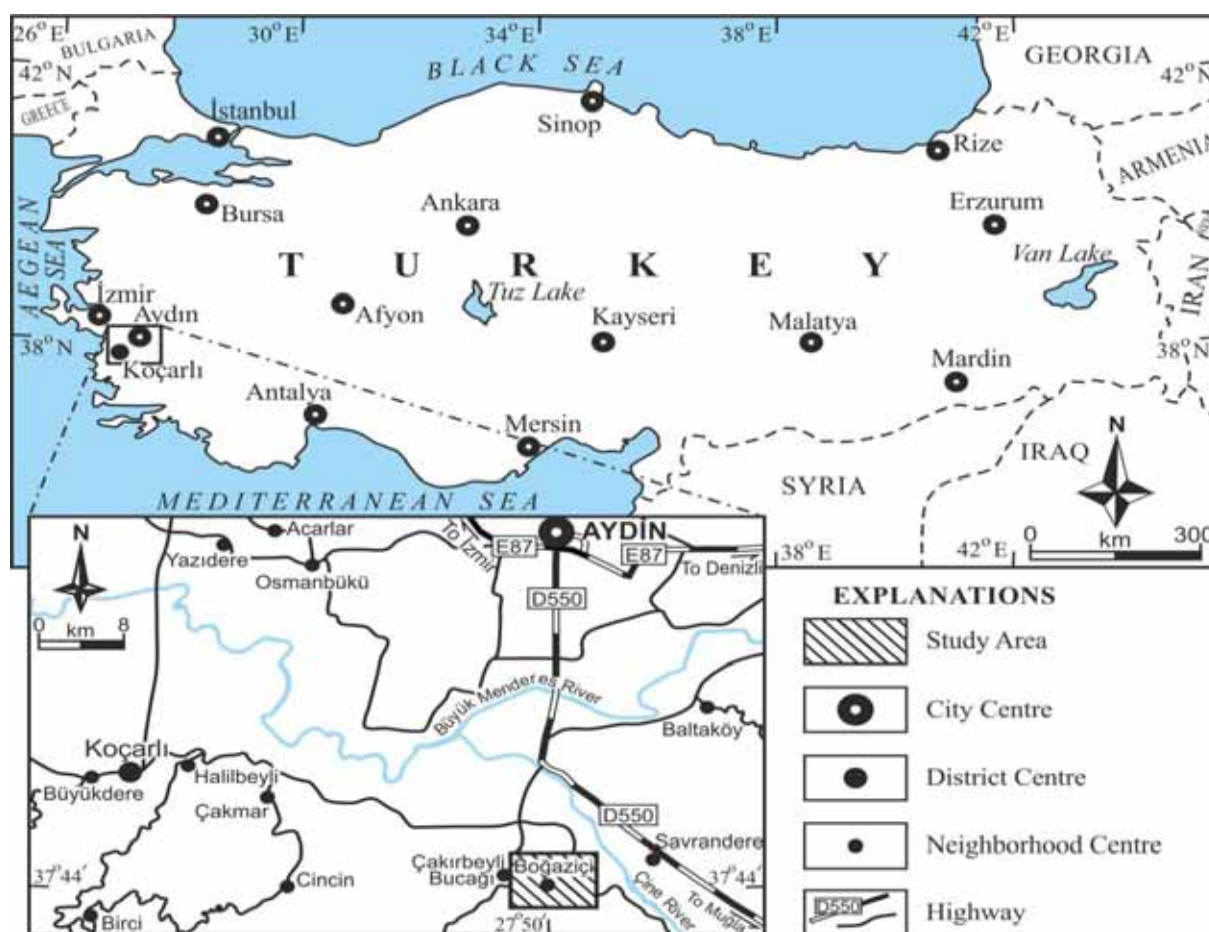 26°E
30°E
34°E
38°E
42°E
BULGARIA
42°N
GREECE
BLACK SEA
GEORGIA
42°N
İstanbul
Sinop
Rize
ARMENIA
Bursa
Ankara
Erzurum
AEGEAN
SEA
TURKEY
Van Lake
IRAN
İzmir
Aydın
Tuz Lake
Afyon
Kayseri
Malatya
38°N
38°N
Koçarlı
Mardin
Antalya
Mersin
IRAQ
N
SYRIA
MEDITERRANEAN SEA
0 km 300
38°E
42°E
N
Acarlar
Yazıdere
Osmanbükü
To İzmir
AYDİN
E87
E87
To Denizli
D550
0 km 8
Büyük Menderes River
Baltaköy
Koçarlı
Büyükdere
Halilbeyli
Çakmar
D550
Savrandere
Çakırbeyli
Bucağı
Boğaziçi
37°44′
37°44′
Cincin
Çine River
To Muğla
Birci
27°50′
EXPLANATIONS
Study Area
City Centre
District Centre
Neighborhood Centre
D550
Highway